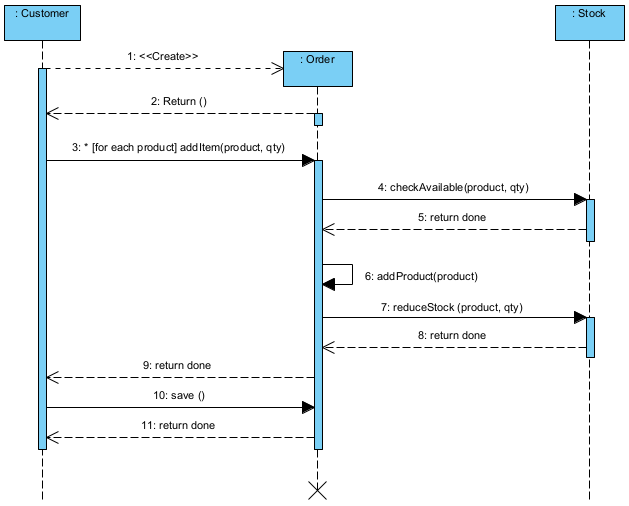 : Customer
: Stock
1: <<Create>>
: Order
2: Return ()
3: * [for each product] addItem(product, qty)
4: checkAvailable(product, qty)
5: return done
6: addProduct(product)
7: reduceStock (product, qty)
8: return done
9: return done
10: save ()
11: return done